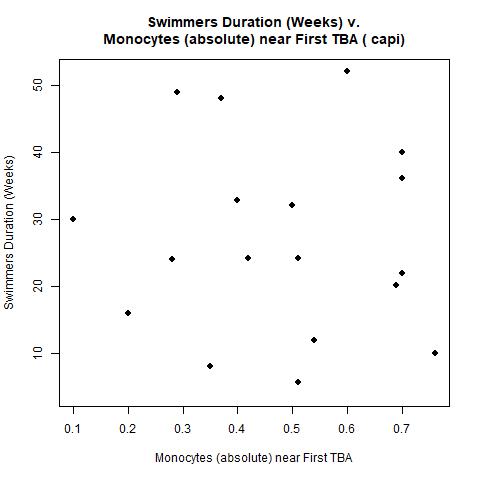 Swimmers Duration (Weeks) v.
Monocytes (absolute) near First TBA ( capi)
Swimmers Duration (Weeks)
50
40
30
20
10
0.1 0.2 0.3 0.4 0.5 0.6 0.7
Monocytes (absolute) near First TBA